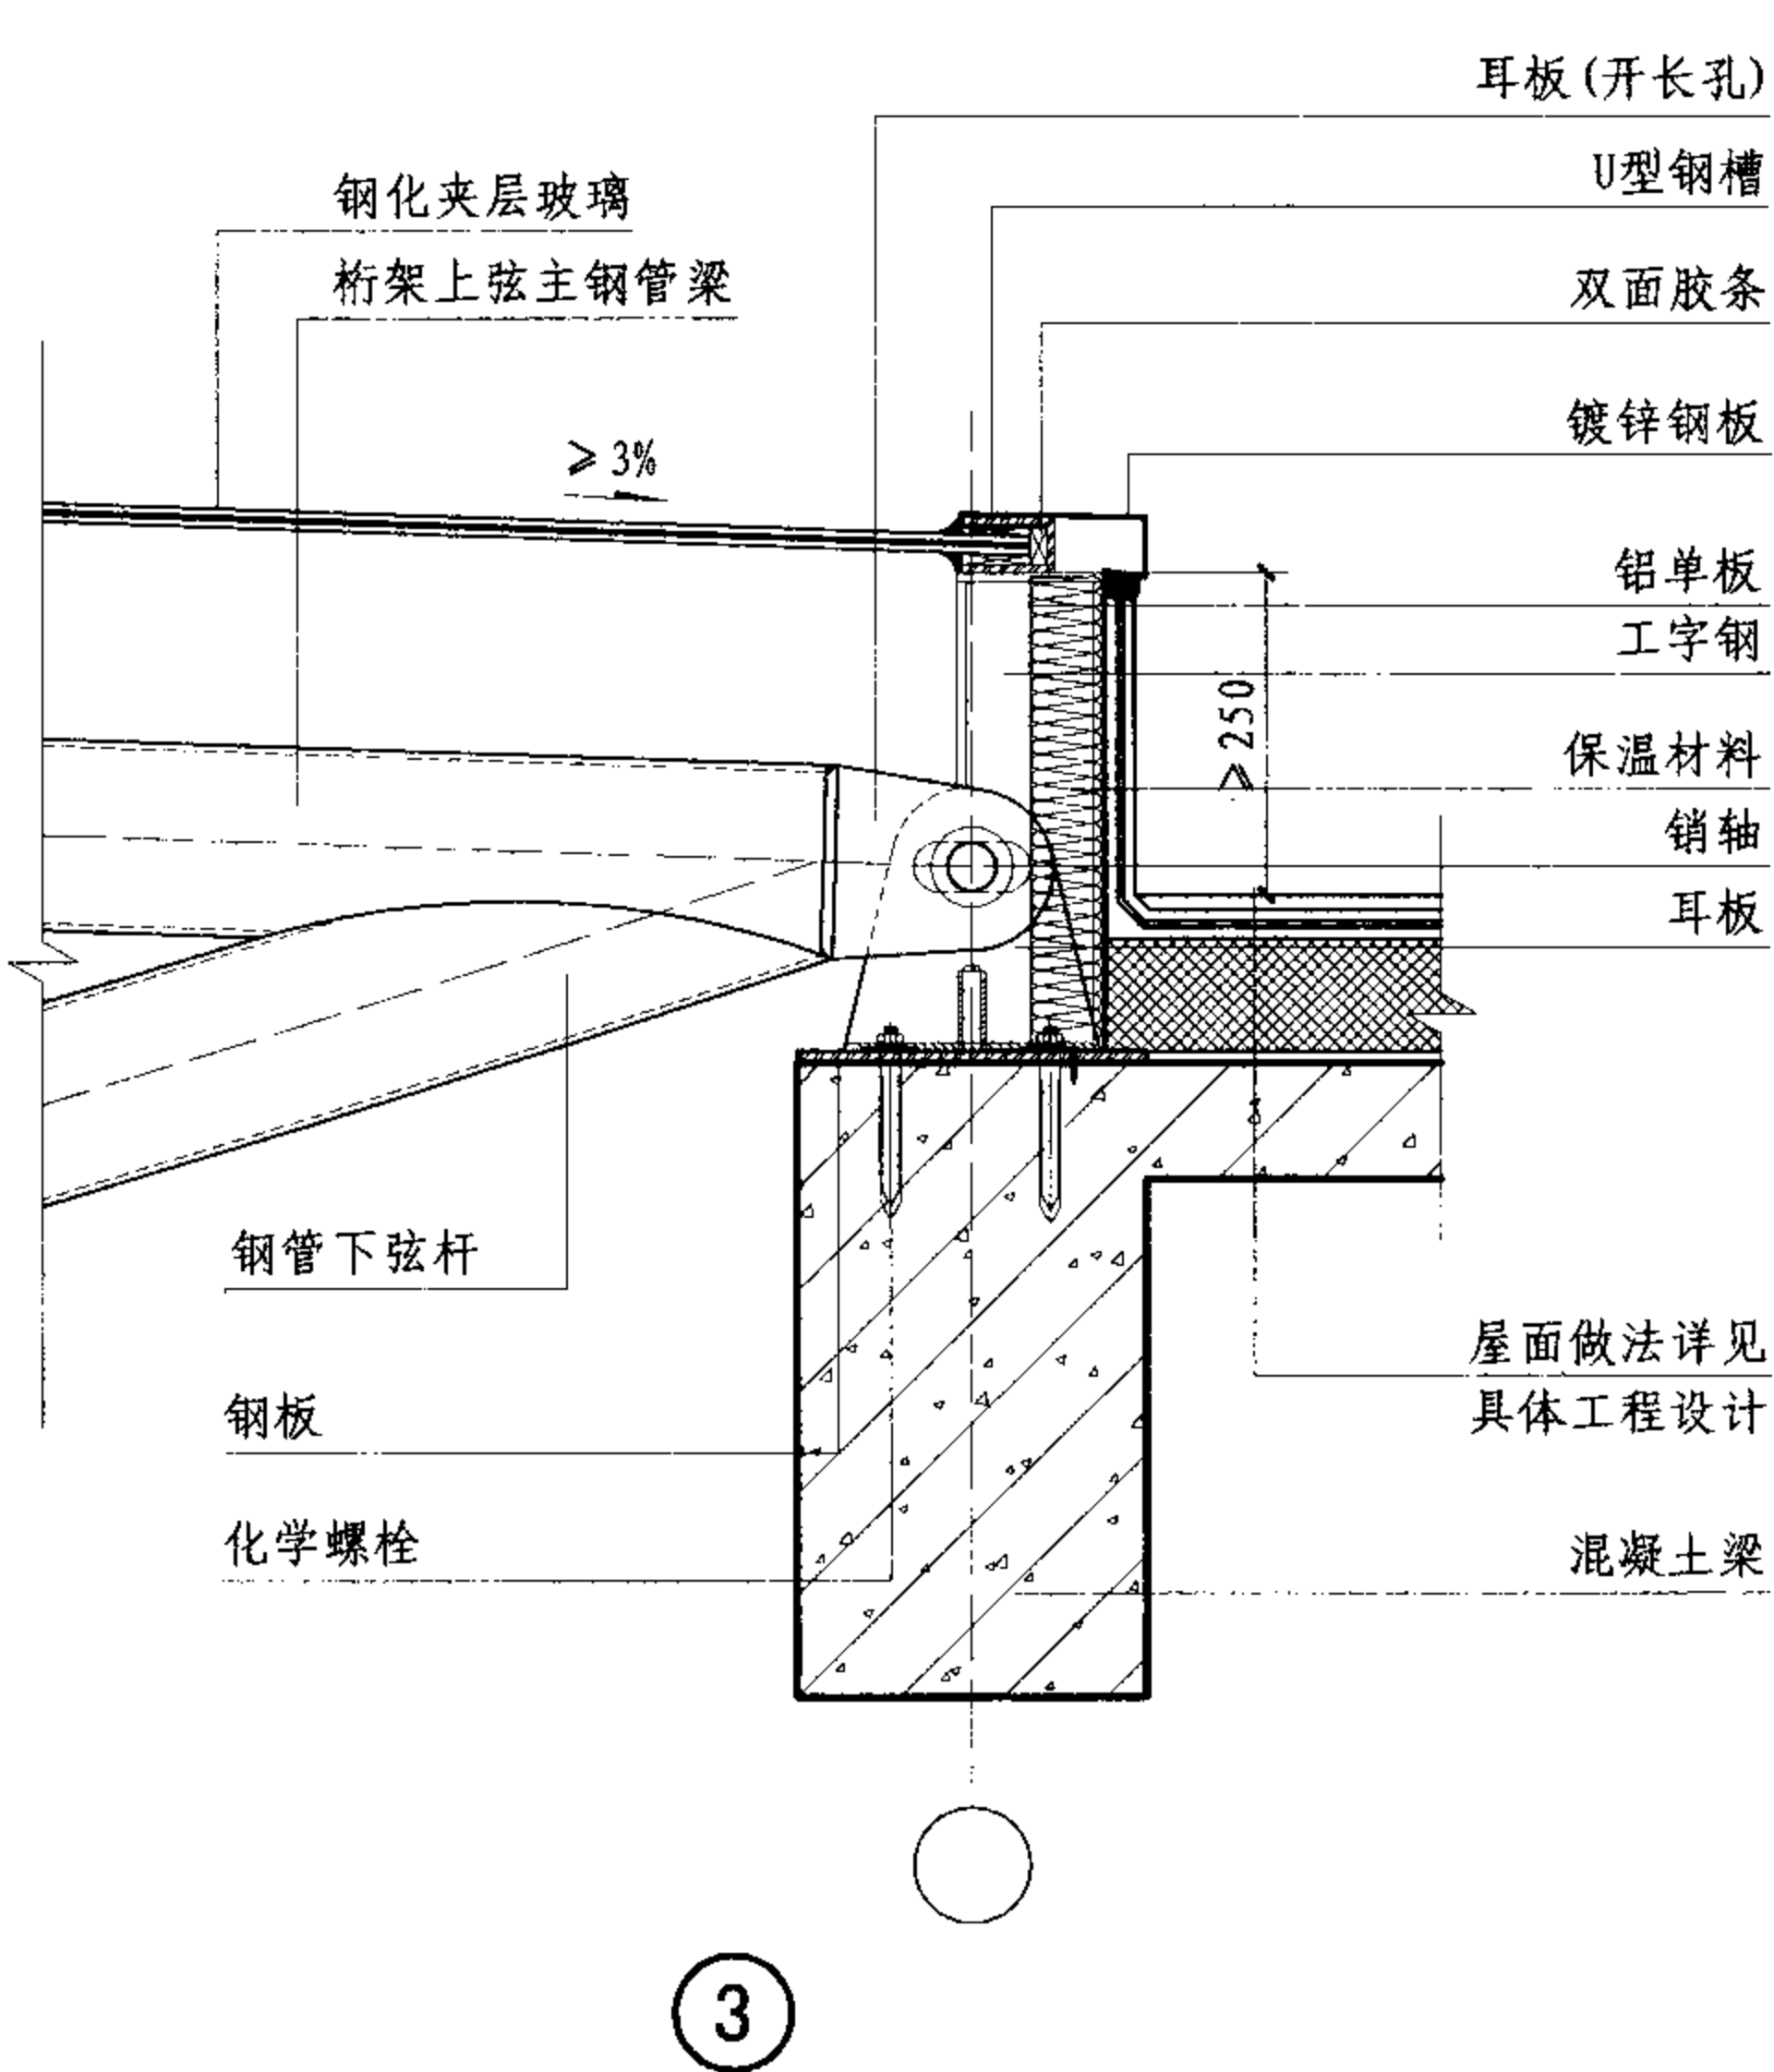 耳板(开长孔)
U型钢槽
钢化夹层玻璃
桁架上弦主钢管梁
双面胶条
镀锌钢板
≥3%
铝单板
工字钢
≥250
保温材料
销轴
耳板
钢管下弦杆
屋面做法详见
具体工程设计
钢板
化学螺栓
混凝土梁
3